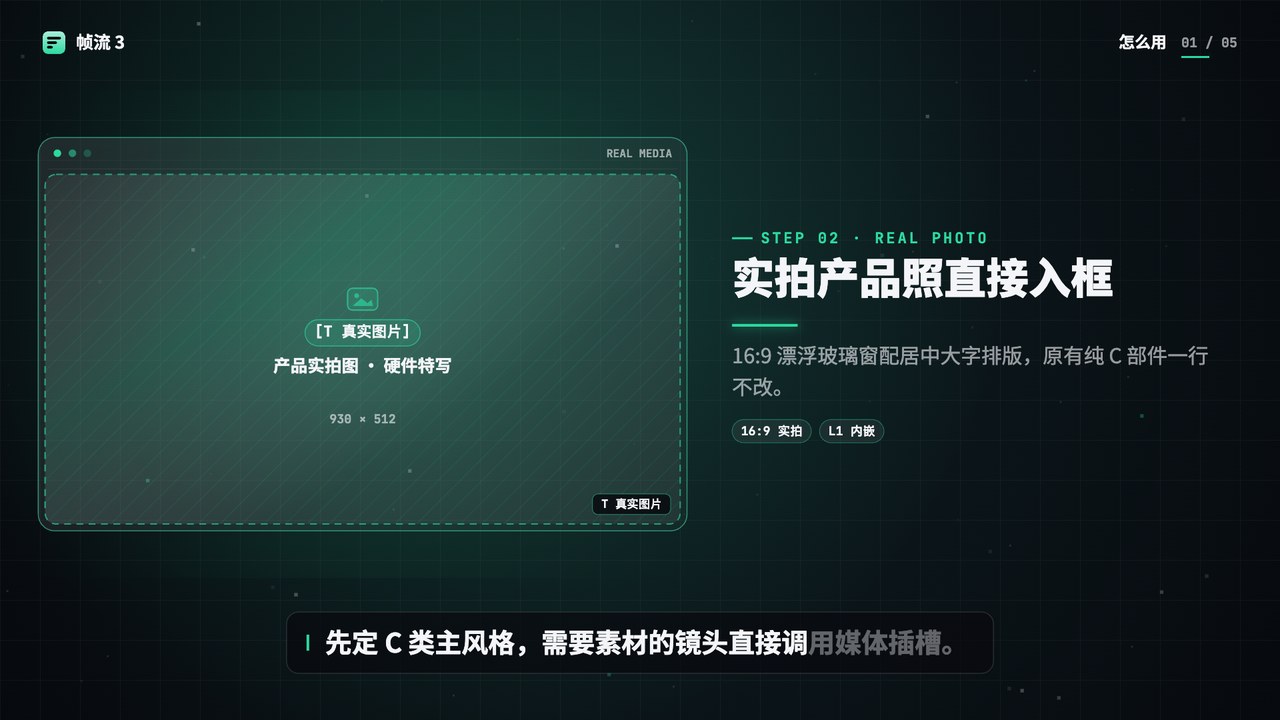 帧流 3
怎么用 01 / 05
REAL MEDIA
[T 真实图片]
产品实拍图 · 硬件特写
930 × 512
T 真实图片
STEP 02 · REAL PHOTO
实拍产品照直接入框
16:9 漂浮玻璃窗配居中大字排版，原有纯 C 部件一行
不改。
16:9 实拍 L1 内嵌
先定 C 类主风格，需要素材的镜头直接调用媒体插槽。